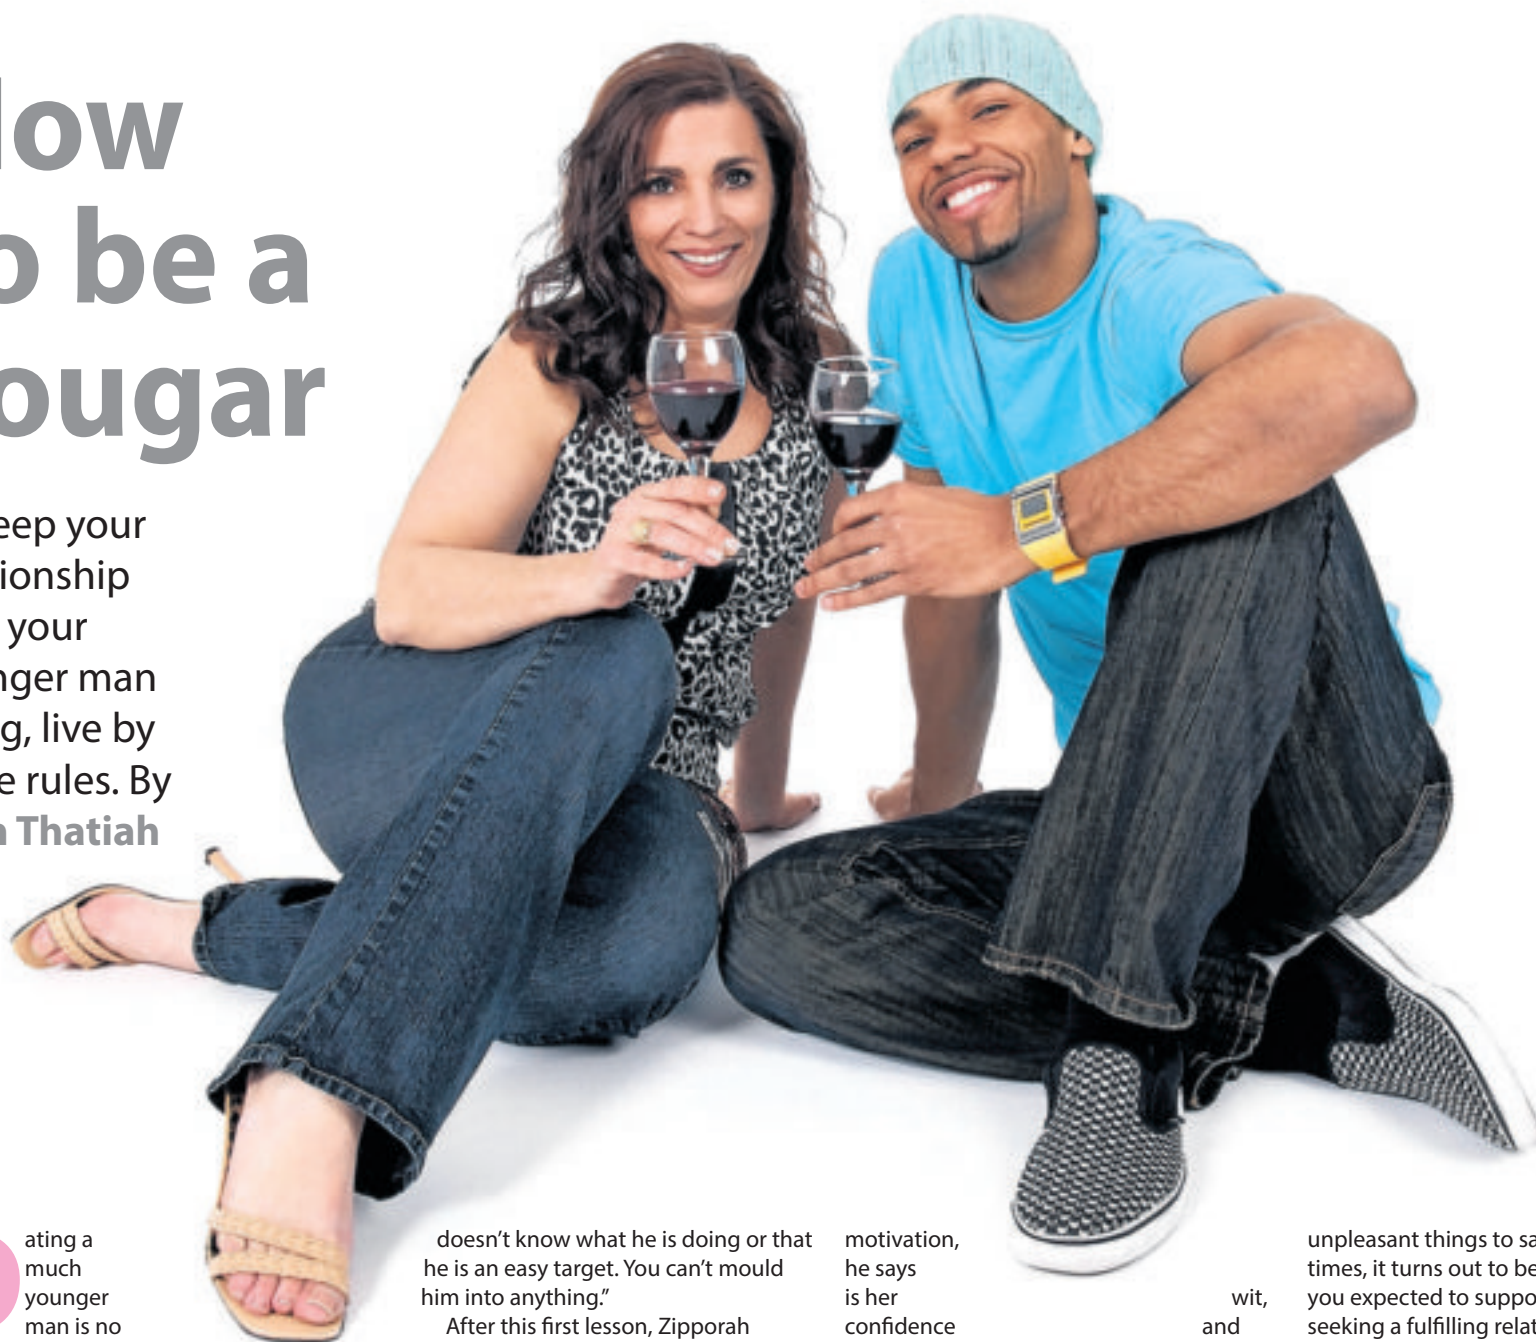 low
o be a
ougar
eep your
ionship
your
nger man
g, live by
e rules. By
n Thatiah
ating a
much
younger
man is no
doesn’t know what he is doing or that
he is an easy target. You can’t mould
him into anything.”
After this first lesson, Zipporah
motivation,
he says
is her
confidence
wit,
and
unpleasant things to sa
times, it turns out to be
you expected to suppo
seeking a fulfilling relat